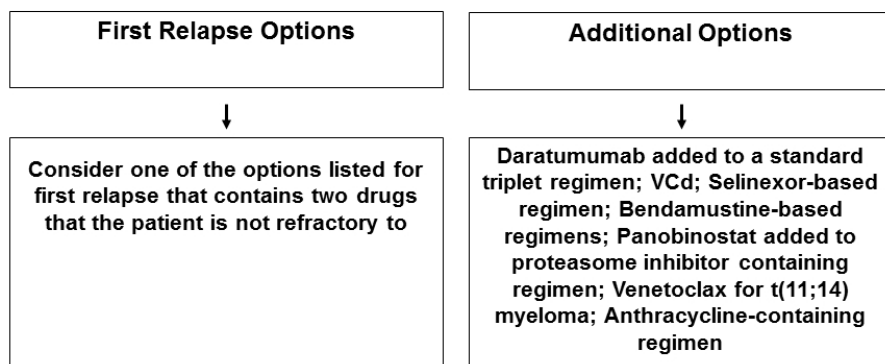 First Relapse Options
Consider one of the options listed for
first relapse that contains two drugs
that the patient is not refractory to
Additional Options
Daratumumab added to a standard
triplet regimen; VCd; Selinexor-based
regimen; Bendamustine-based
regimens; Panobinostat added to
proteasome inhibitor containing
regimen; Venetoclax for t(11;14)
myeloma; Anthracycline-containing
regimen